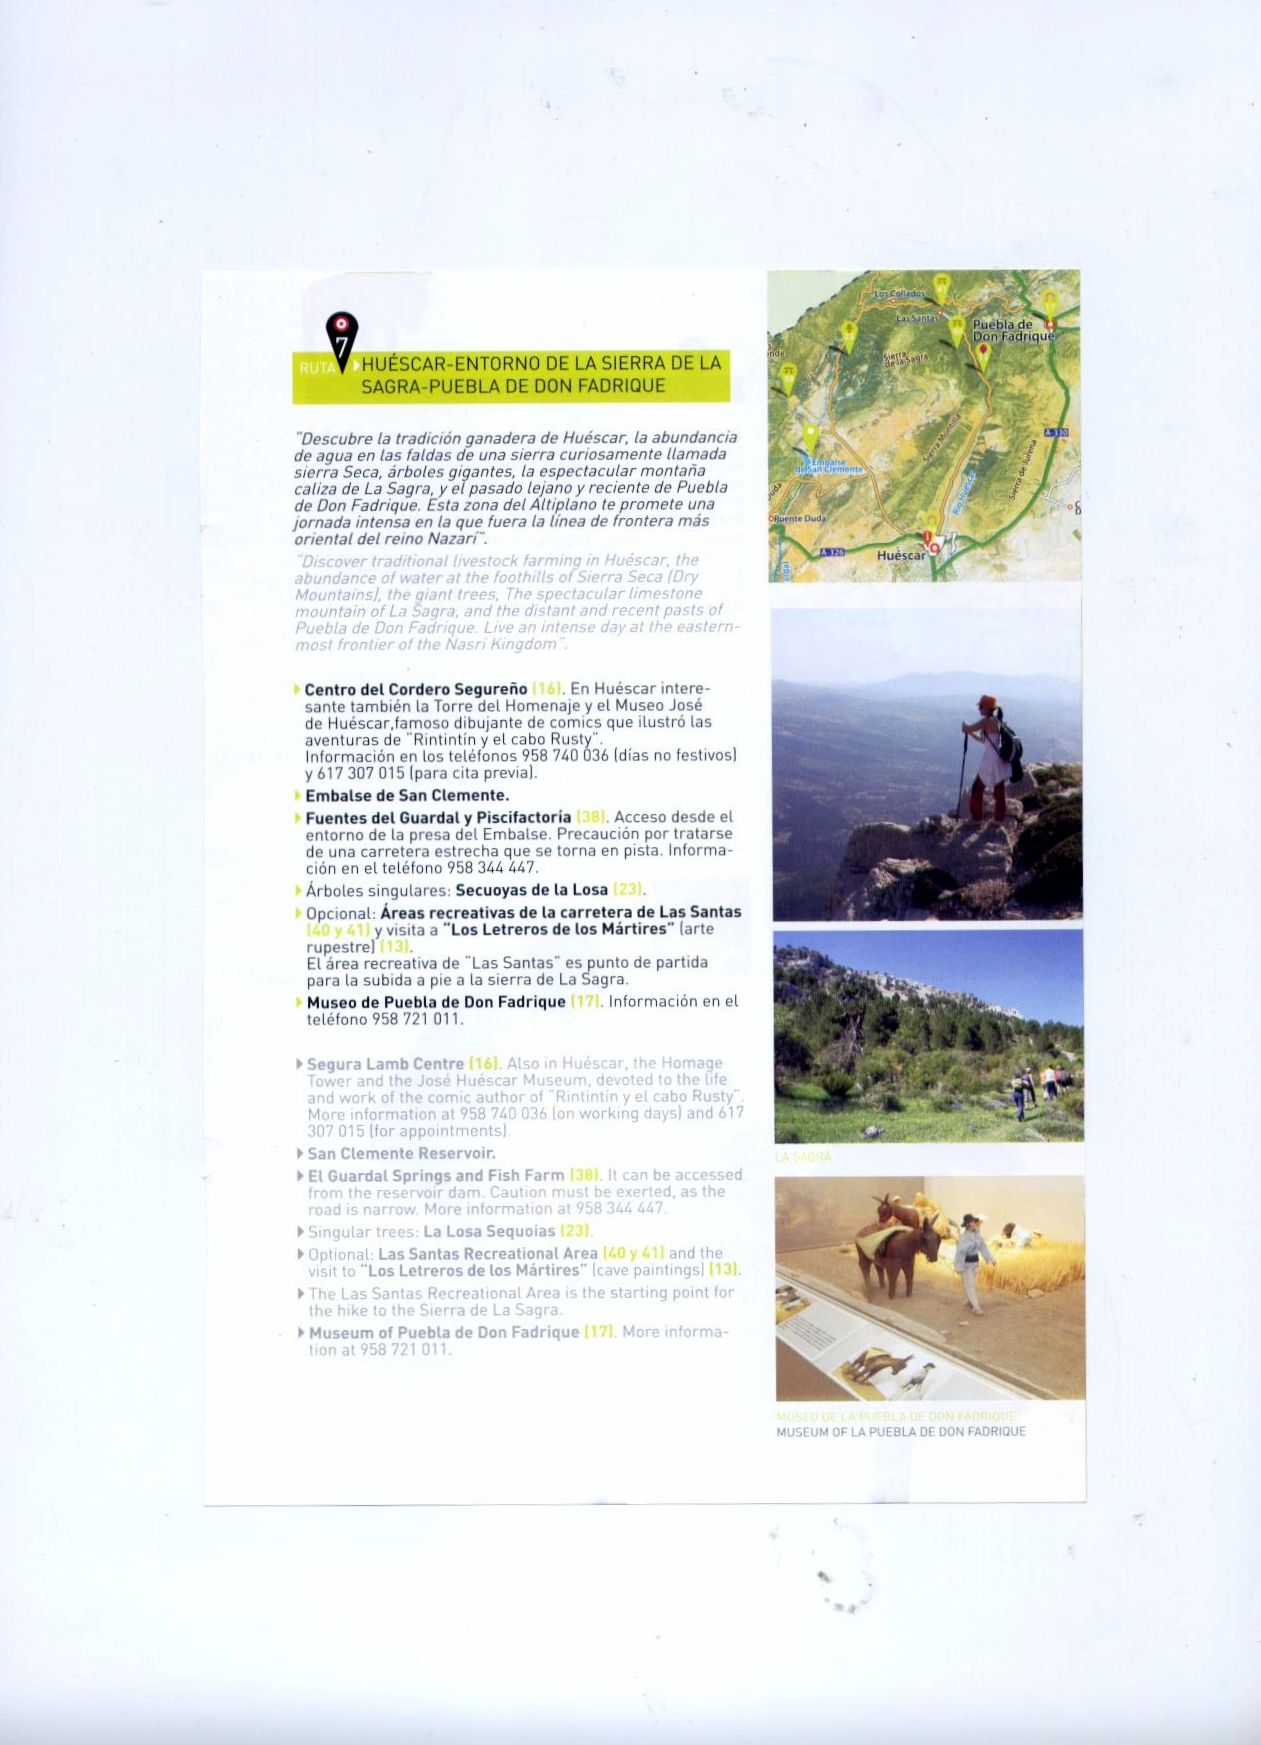 7
RUTA
HUÉSCAR-ENTORNO DE LA SIERRA DE LA
SAGRA-PUEBLA DE DON FADRIQUE
"Descubre la tradición ganadera de Huéscar, la abundancia
de agua en las faldas de una sierra curiosamente llamada
sierra Seca, árboles gigantes, la espectacular montaña
caliza de La Sagra, y el pasado lejano y reciente de Puebla
de Don Fadrique. Esta zona del Altiplano te promete una
jornada intensa en la que fuera la línea de frontera más
oriental del reino Nazarí".
"Discover traditional livestock farming in Huéscar, the
abundance of water at the foothills of Sierra Seca (Dry
Mountains), the giant trees, The spectacular limestone
mountain of La Sagra, and the distant and recent pasts of
Puebla de Don Fadrique. Live an intense day at the eastern-
most frontier of the Nasri Kingdom".
Centro del Cordero Segureño (16). En Huéscar intere-
sante también la Torre del Homenaje y el Museo José
de Huéscar,famoso dibujante de comics que ilustró las
aventuras de "Rintintín y el cabo Rusty".
Información en los teléfonos 958 740 036 (días no festivos)
y 617 307 015 (para cita previa).
Embalse de San Clemente.
Fuentes del Guardal y Piscifactoría (38). Acceso desde el
entorno de la presa del Embalse. Precaución por tratarse
de una carretera estrecha que se torna en pista. Informa-
ción en el teléfono 958 344 447.
Árboles singulares: Secuoyas de la Losa (23).
Opcional: Áreas recreativas de la carretera de Las Santas
(40 y 41) y visita a "Los Letreros de los Mártires" (arte
rupestre) (13).
El área recreativa de "Las Santas" es punto de partida
para la subida a pie a la sierra de La Sagra.
Museo de Puebla de Don Fadrique (17). Información en el
teléfono 958 721 011.
Segura Lamb Centre (16). Also in Huéscar, the Homage
Tower and the José Huéscar Museum, devoted to the life
and work of the comic author of "Rintintín y el cabo Rusty".
More information at 958 740 036 (on working days) and 617
307 015 (for appointments).
San Clemente Reservoir.
El Guardal Springs and Fish Farm (38). It can be accessed
from the reservoir dam. Caution must be exerted, as the
road is narrow. More information at 958 344 447.
Singular trees: La Losa Sequoias (23).
Optional: Las Santas Recreational Area (40 y 41) and the
visit to "Los Letreros de los Mártires" (cave paintings) (13).
The Las Santas Recreational Area is the starting point for
the hike to the Sierra de La Sagra.
Museum of Puebla de Don Fadrique (17). More informa-
tion at 958 721 011.
Los Collados
Las Santas
Puebla de
Don Fadrique
Sierra
de la Sagra
Sierra Montilla
A-330
Embalse
de San Clemente
Sierra de Jureña
Río Huéscar
Puente Duda
A-326
Huéscar
LA SAGRA
MUSEO DE LA PUEBLA DE DON FADRIQUE
MUSEUM OF LA PUEBLA DE DON FADRIQUE